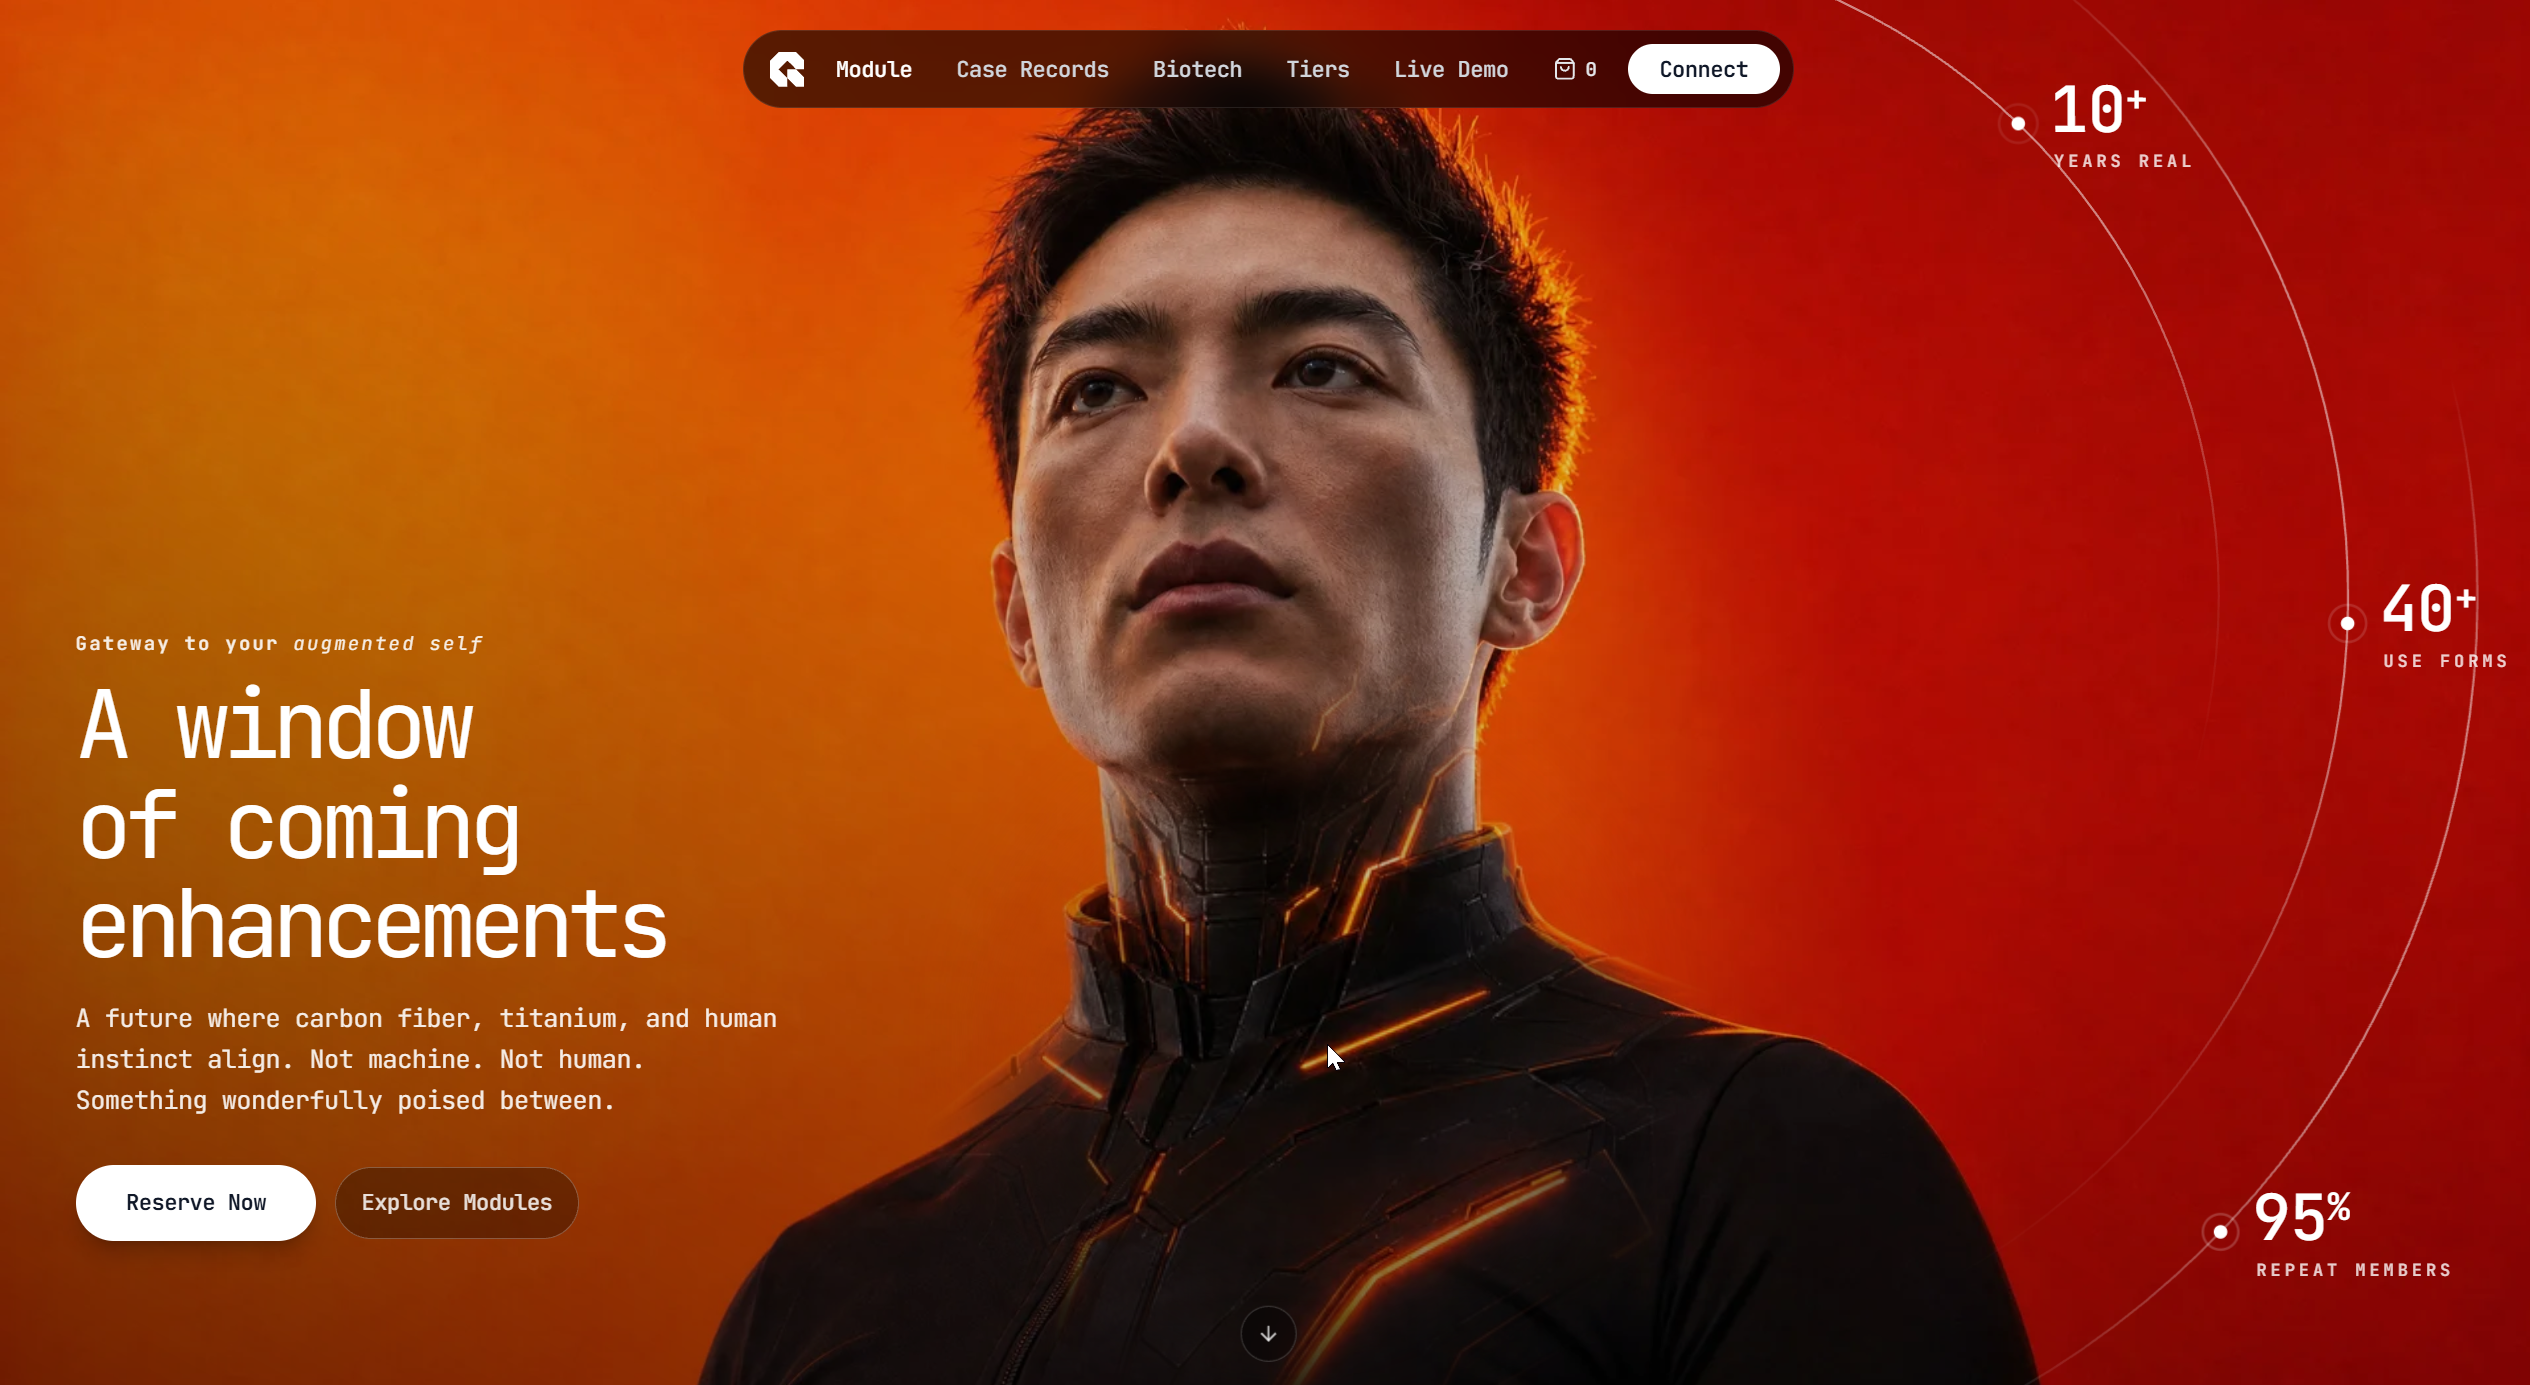 Module Case Records Biotech Tiers Live Demo 0 Connect
10+
YEARS REAL
40+
USE FORMS
Gateway to your augmented self
A window
of coming
enhancements
A future where carbon fiber, titanium, and human
instinct align. Not machine. Not human.
Something wonderfully poised between.
Reserve Now Explore Modules
95%
REPEAT MEMBERS